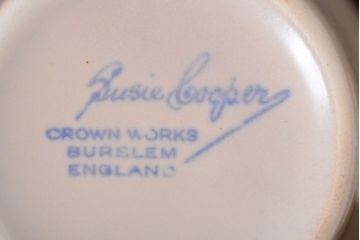 Susie Cooper
CROWN WORKS
BURSLEM
ENGLAND